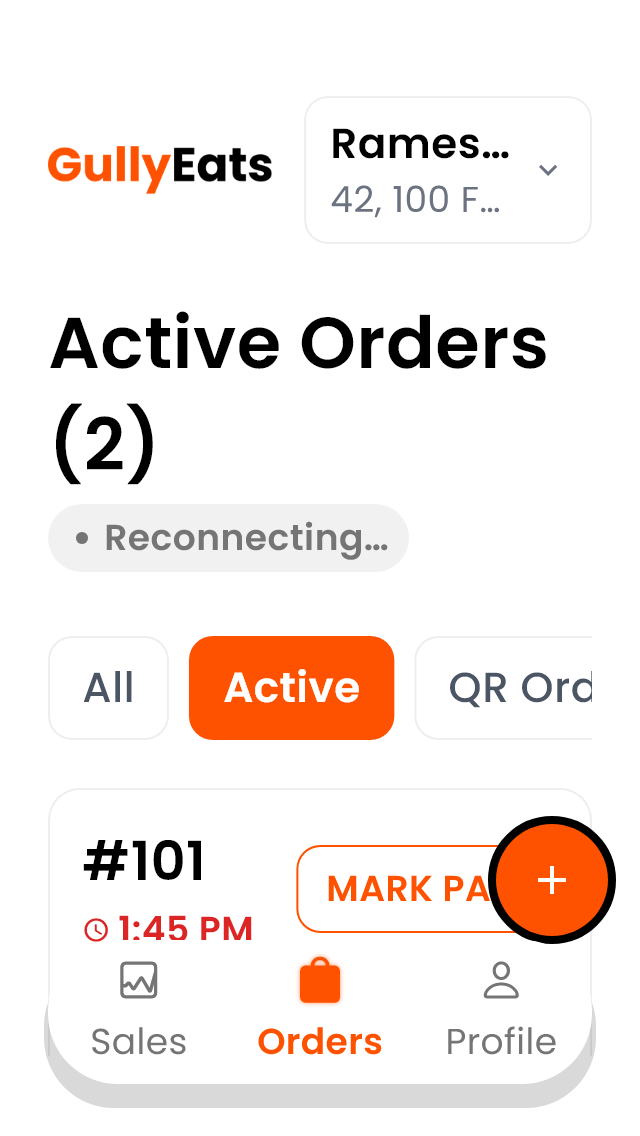 GullyEats
Rames...
42, 100 F...
Active Orders
(2)
Reconnecting...
All
Active
QR Ord
#101
MARK PA
+
1:45 PM
Sales
Orders
Profile